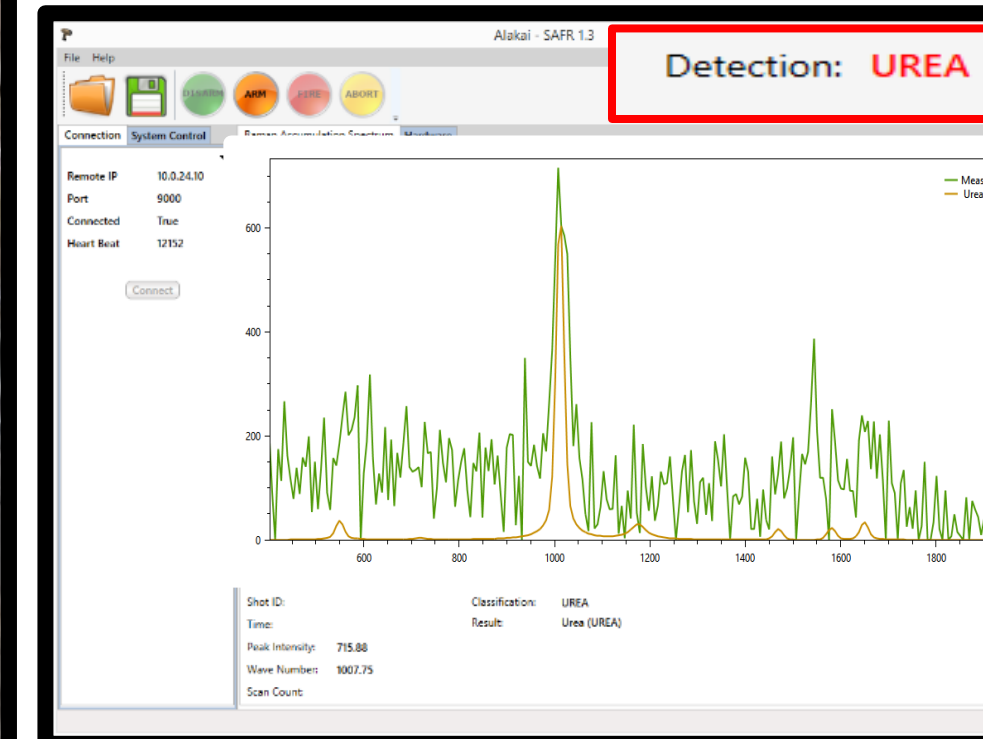 Alakai - SAFR 1.3
Detection: UREA
File Help
DISARM ARM FIRE ABORT
Connection System Control Raman Accumulation Spectrum Hardware
Remote IP 10.0.24.10
Port 9000
Connected True
Heart Beat 12152
Connect
Meas
Urea
600
400
200
0
600 800 1000 1200 1400 1600 1800
Shot ID: Classification: UREA
Time: Result: Urea (UREA)
Peak Intensity: 715.88
Wave Number: 1007.75
Scan Count: